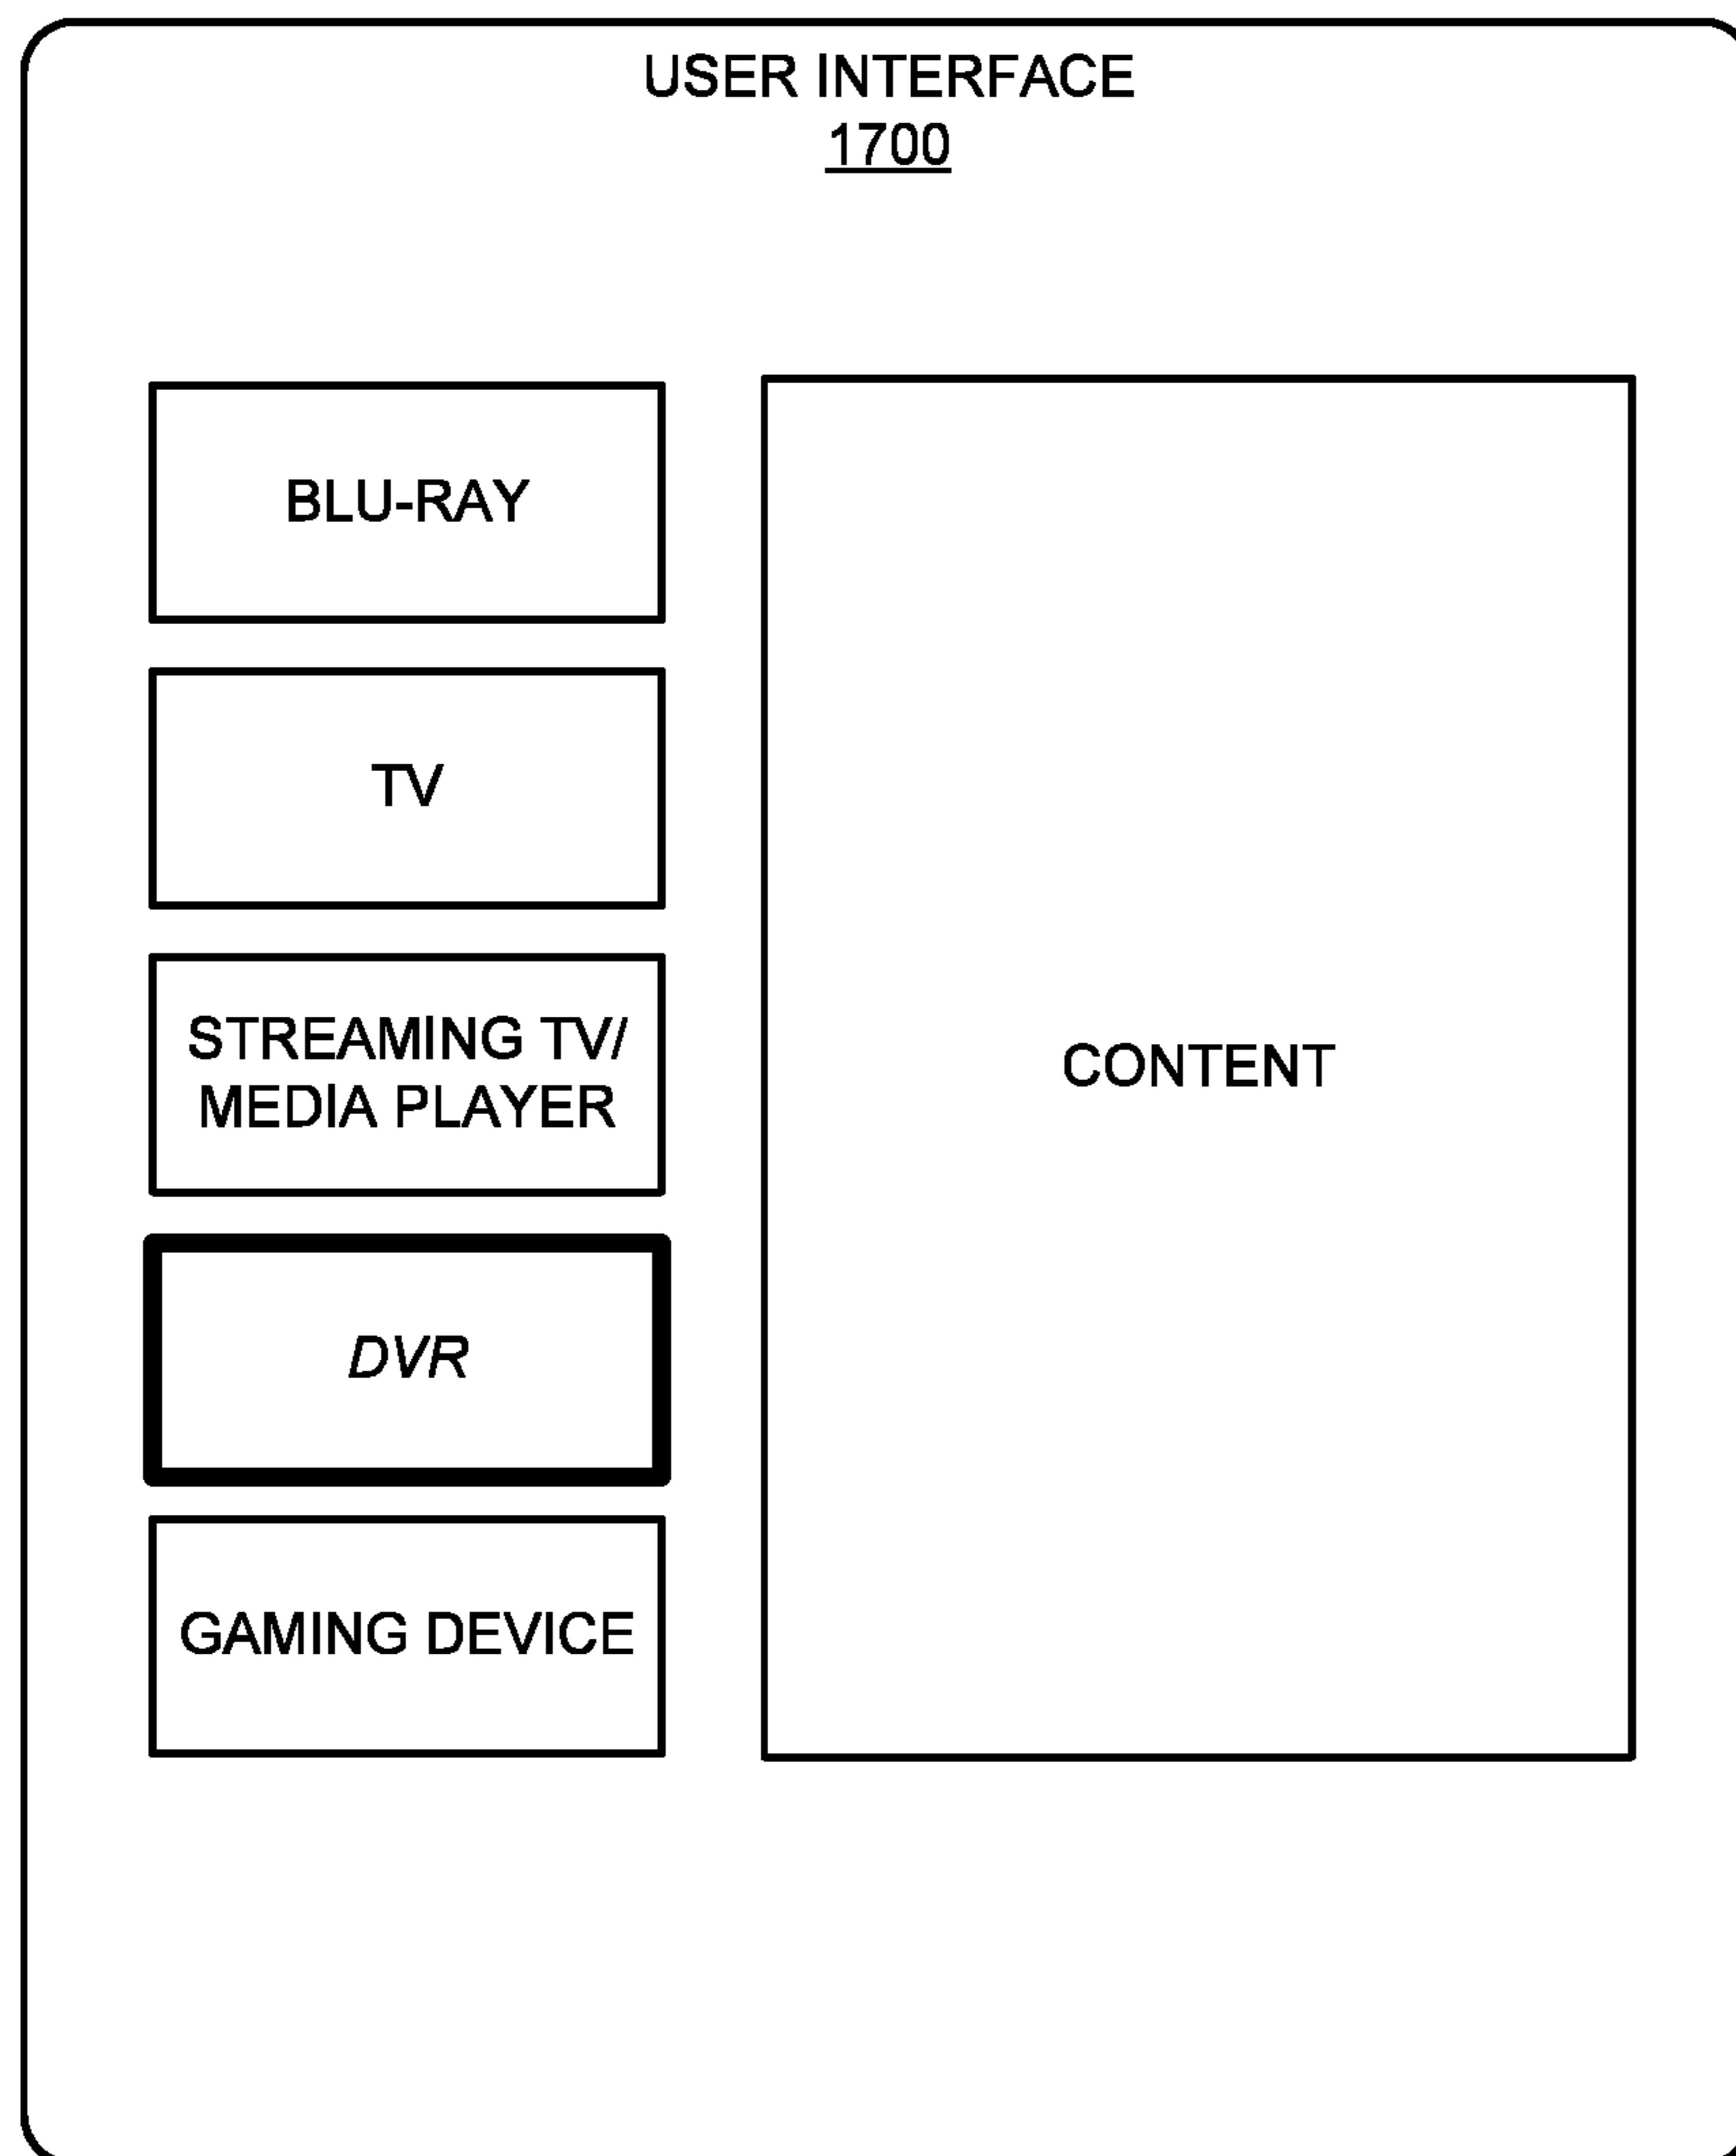 USER INTERFACE
1700
BLU-RAY
TV
STREAMING TV/
MEDIA PLAYER
DVR
GAMING DEVICE
CONTENT